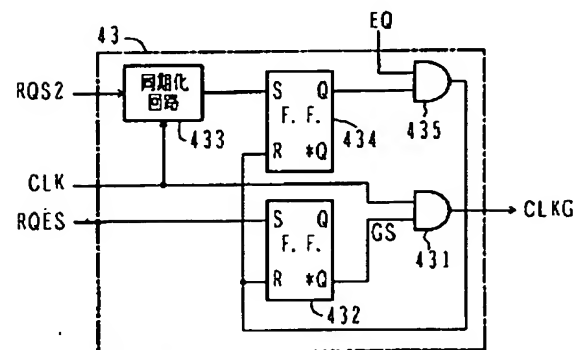 43
EQ
RQS2
同期化
回路
433
S Q
F. F.
R *Q
434
435
CLK
RQES
S Q
F. F.
R *Q
432
GS
431
CLKG